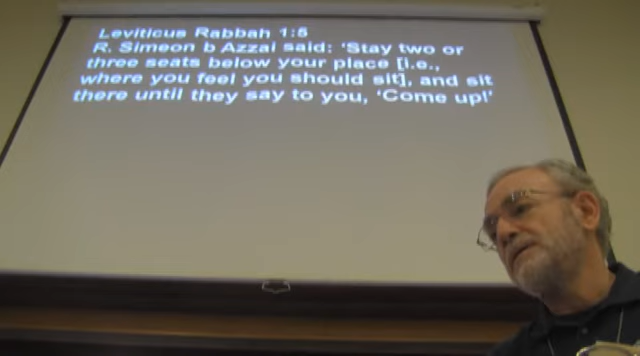 Leviticus Rabbah 1:5
R. Simeon b Azzai said: 'Stay two or
three seats below your place [i.e.,
where you feel you should sit], and sit
there until they say to you, 'Come up!'